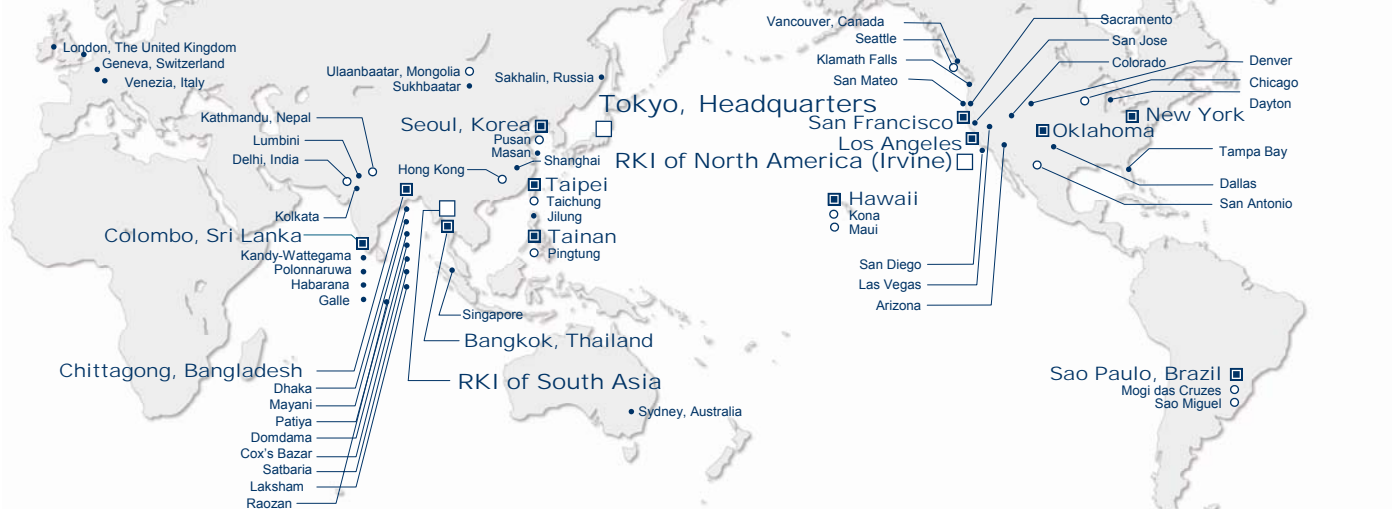 London, The United Kingdom
Geneva, Switzerland
Venezia, Italy
Ulaanbaatar, Mongolia
Sukhbaatar
Sakhalin, Russia
Kathmandu, Nepal
Lumbini
Delhi, India
Kolkata
Colombo, Sri Lanka
Kandy-Wattegama
Polonnaruwa
Habarana
Galle
Chittagong, Bangladesh
Dhaka
Mayani
Patiya
Domdama
Cox's Bazar
Satbaria
Laksham
Raozan
Tokyo, Headquarters
Seoul, Korea
Pusan
Masan
Shanghai
Hong Kong
Taipei
Taichung
Jilung
Tainan
Pingtung
Singapore
Bangkok, Thailand
RKI of South Asia
Sydney, Australia
Vancouver, Canada
Seattle
Klamath Falls
San Mateo
San Francisco
Los Angeles
RKI of North America (Irvine)
Hawaii
Kona
Maui
San Diego
Las Vegas
Arizona
Sacramento
San Jose
Colorado
Denver
Chicago
Dayton
New York
Oklahoma
Tampa Bay
Dallas
San Antonio
Sao Paulo, Brazil
Mogi das Cruzes
Sao Miguel